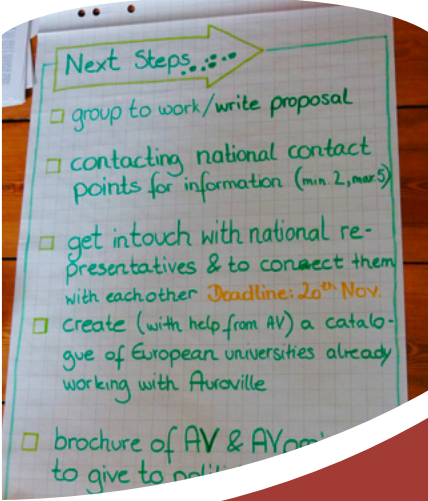 Next Steps
group to work/write proposal
contacting national contact
points for information (min. 2, max 5)
get intouch with national re-
presentatives & to connect them
with eachother Deadline: 20th Nov.
create (with help from AV) a catalo-
gue of European universities already
working with Auroville
brochure of AV &
to give to